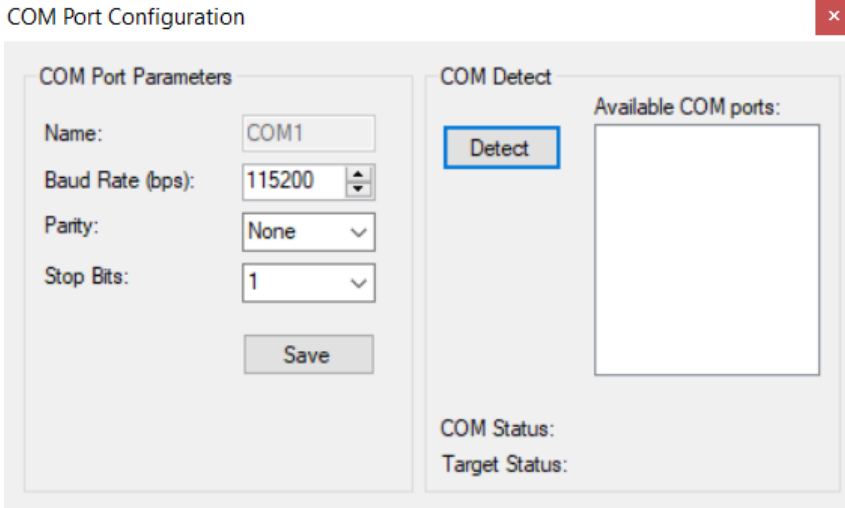 COM Port Configuration
COM Port Parameters
Name:
COM1
Baud Rate (bps):
115200
Parity:
None
Stop Bits:
1
Save
COM Detect
Available COM ports:
Detect
COM Status:
Target Status: